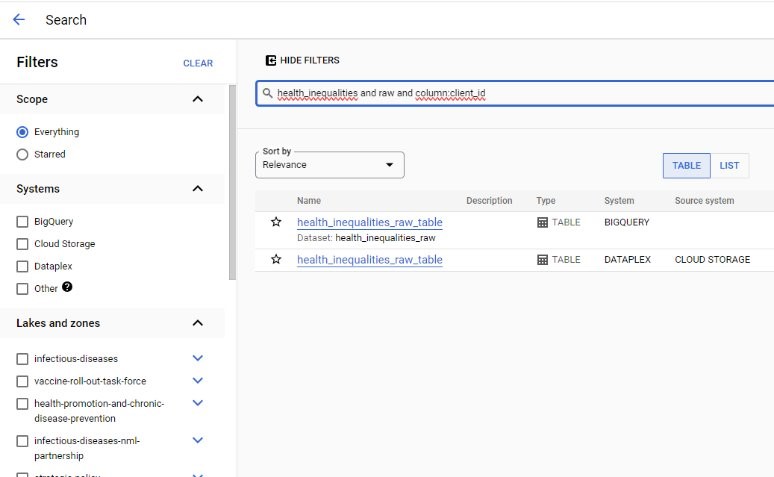 Search
Filters
CLEAR
Scope
Everything
Starred
Systems
BigQuery
Cloud Storage
Dataplex
Other
Lakes and zones
infectious-diseases
vaccine-roll-out-task-force
health-promotion-and-chronic-
disease-prevention
infectious-diseases-nml-
partnership
strategic-policy
HIDE FILTERS
health_inequalities and raw and column:client_id
Sort by
Relevance
TABLE LIST
Name Description Type System Source system
health_inequalities_raw_table TABLE BIGQUERY
Dataset: health_inequalities_raw
health_inequalities_raw_table TABLE DATAPLEX CLOUD STORAGE